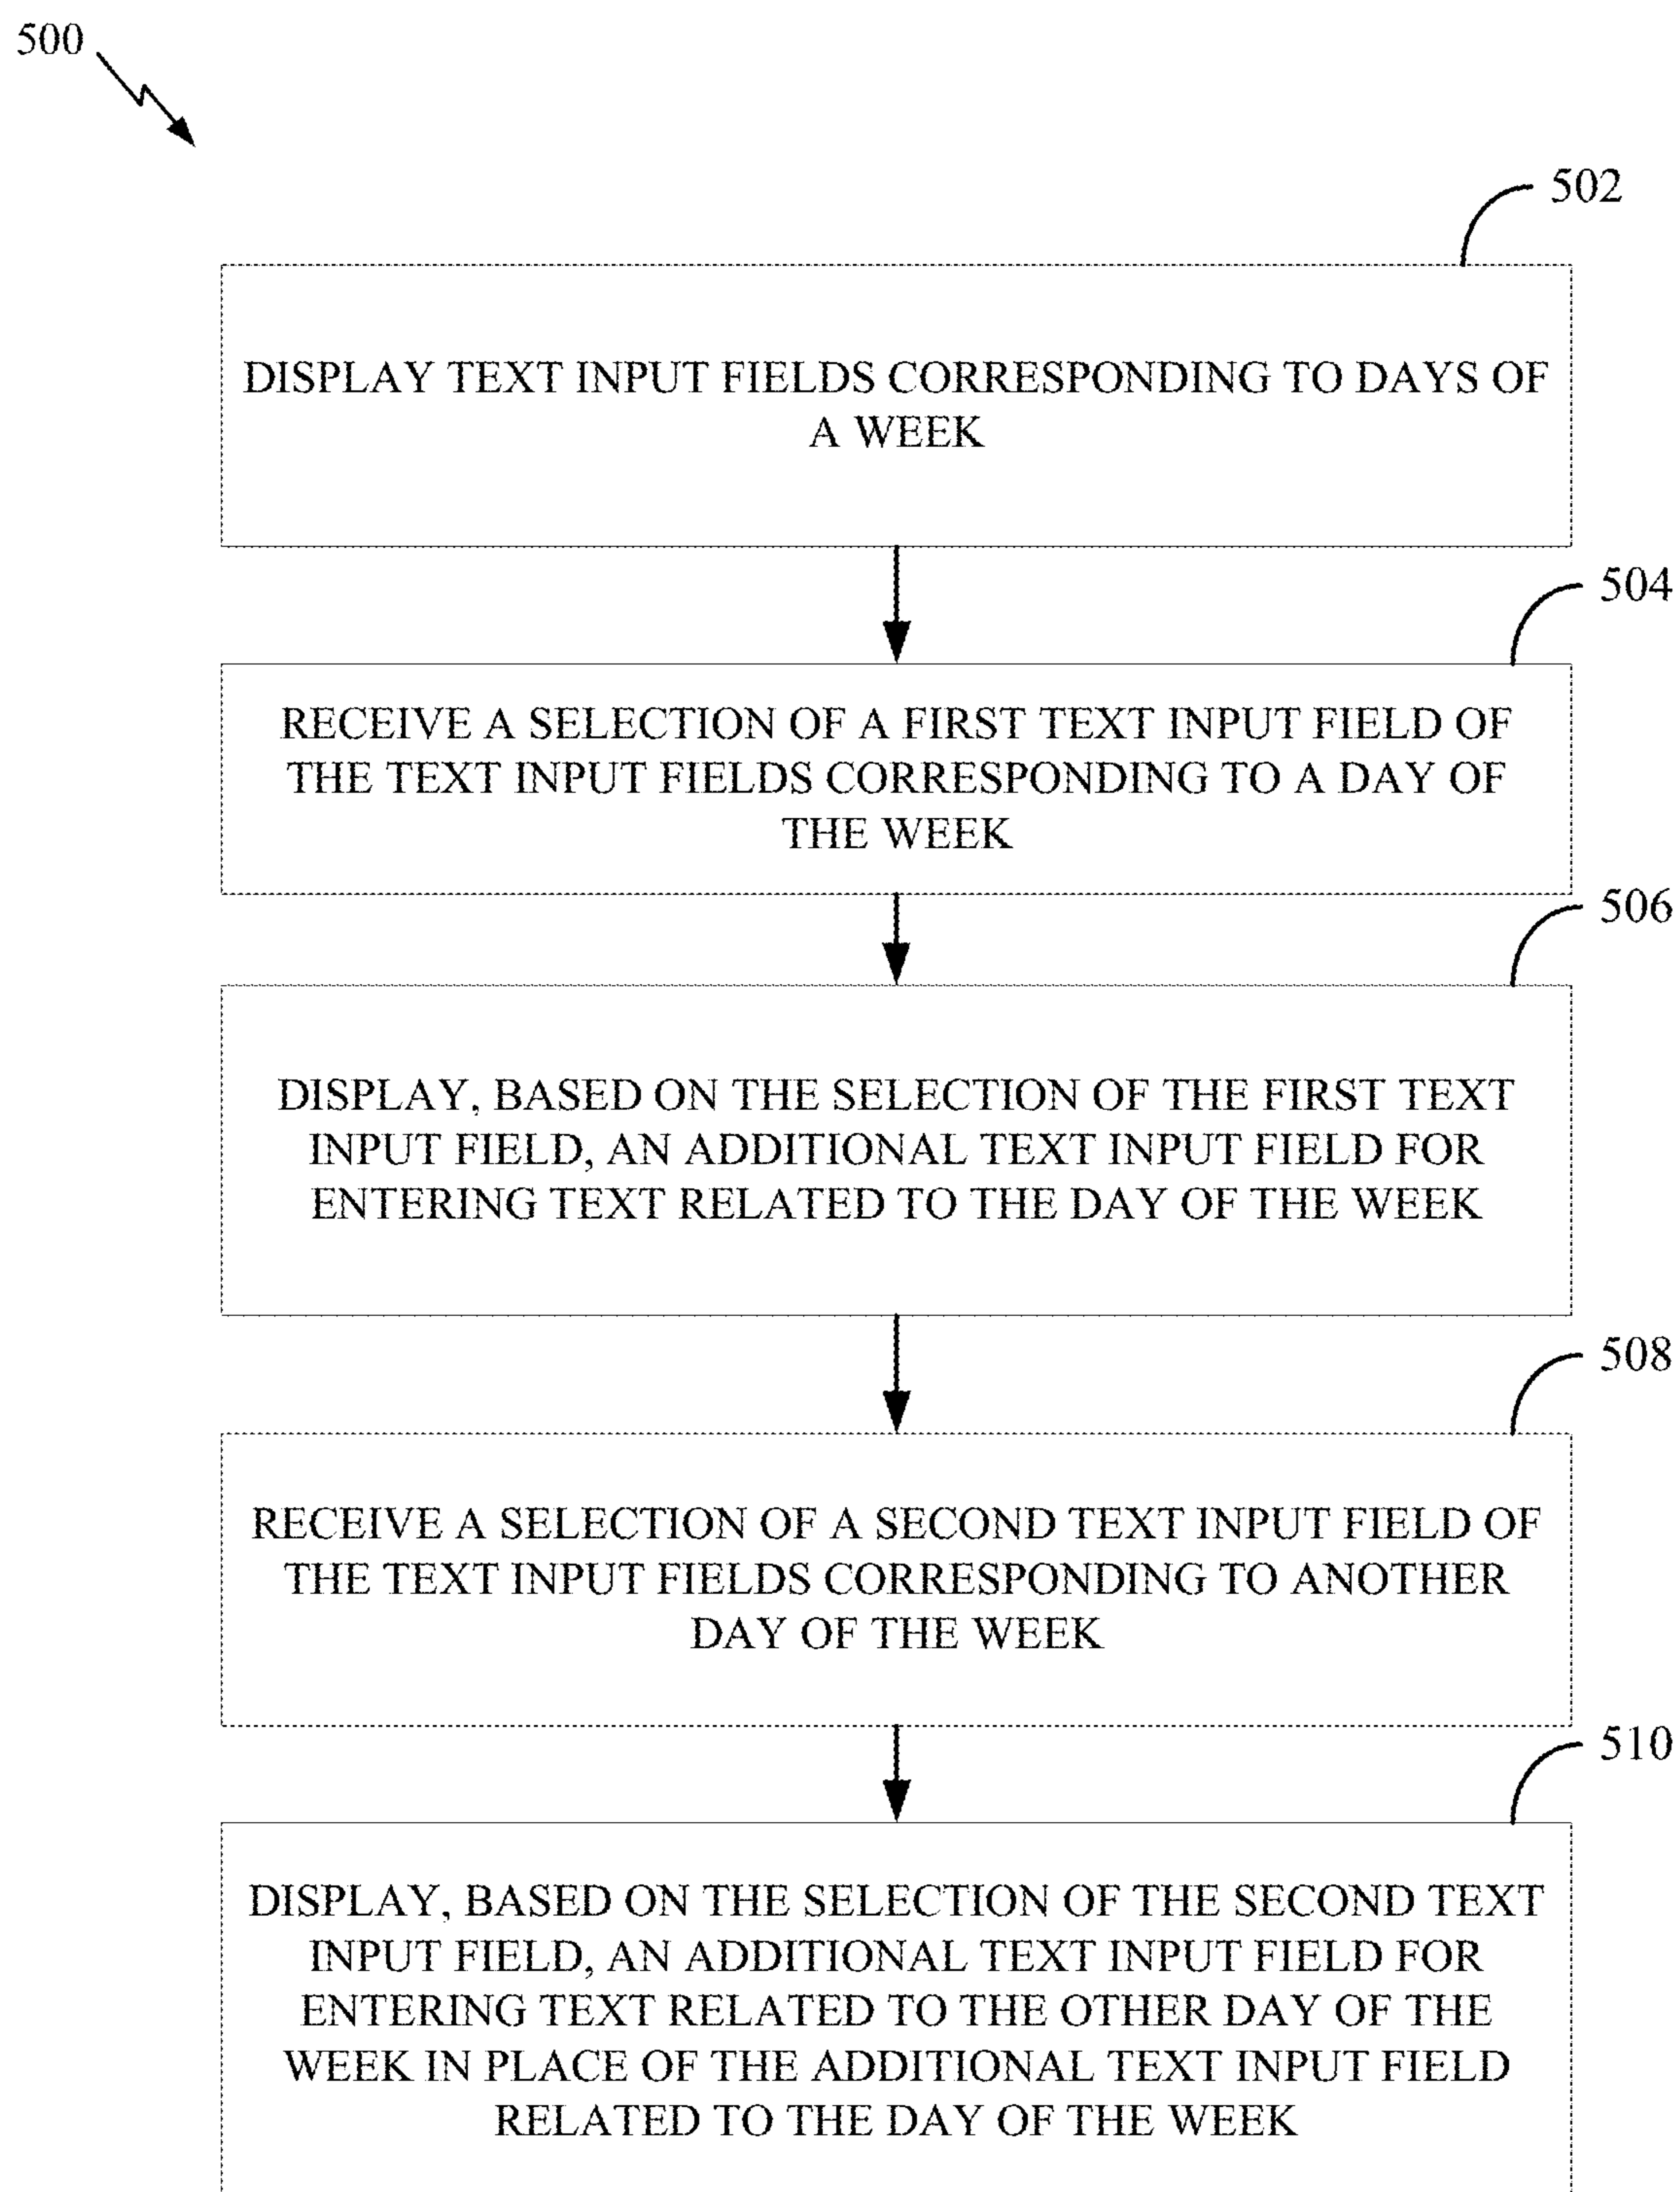 500
502
DISPLAY TEXT INPUT FIELDS CORRESPONDING TO DAYS OF
A WEEK
504
RECEIVE A SELECTION OF A FIRST TEXT INPUT FIELD OF
THE TEXT INPUT FIELDS CORRESPONDING TO A DAY OF
THE WEEK
506
DISPLAY, BASED ON THE SELECTION OF THE FIRST TEXT
INPUT FIELD, AN ADDITIONAL TEXT INPUT FIELD FOR
ENTERING TEXT RELATED TO THE DAY OF THE WEEK
508
RECEIVE A SELECTION OF A SECOND TEXT INPUT FIELD OF
THE TEXT INPUT FIELDS CORRESPONDING TO ANOTHER
DAY OF THE WEEK
510
DISPLAY, BASED ON THE SELECTION OF THE SECOND TEXT
INPUT FIELD, AN ADDITIONAL TEXT INPUT FIELD FOR
ENTERING TEXT RELATED TO THE OTHER DAY OF THE
WEEK IN PLACE OF THE ADDITIONAL TEXT INPUT FIELD
RELATED TO THE DAY OF THE WEEK